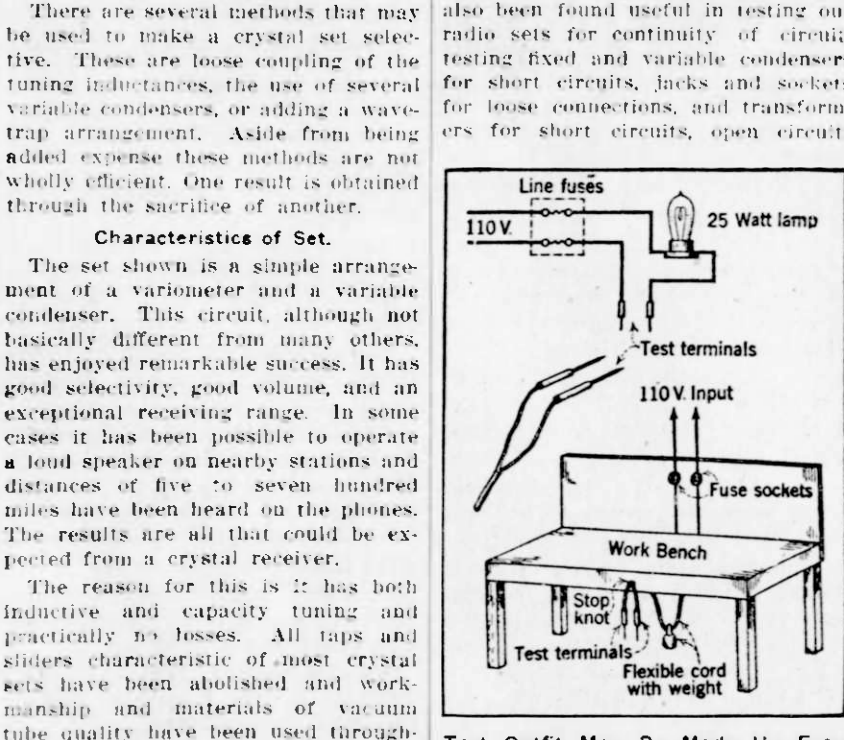 There are several methods that may
be used to make a crystal set selec-
tive. These are loose coupling of the
tuning inductances, the use of several
variable condensers, or adding a wave-
trap arrangement. Aside from being
added expense these methods are not
wholly efficient. One result is obtained
through the sacrifice of another.
Characteristics of Set.
The set shown is a simple arrange-
ment of a variometer and a variable
condenser. This circuit, although not
basically different from many others,
has enjoyed remarkable success. It has
good selectivity, good volume, and an
exceptional receiving range. In some
cases it has been possible to operate
a loud speaker on nearby stations and
distances of five to seven hundred
miles have been heard on the phones.
The results are all that could be ex-
pected from a crystal receiver.
The reason for this is it has both
inductive and capacity tuning and
practically no losses. All taps and
sliders characteristic of most crystal
sets have been abolished and work-
manship and materials of vacuum
tube quality have been used through-
also been found useful in testing ou
radio sets for continuity of circuit
testing fixed and variable condenser
for short circuits, jacks and socket
for loose connections, and transform
ers for short circuits, open circuit
Line fuses
110 V.
25 Watt lamp
Test terminals
110 V. Input
Fuse sockets
Work Bench
Stop
knot
Test terminals
Flexible cord
with weight
Test Outfit May Be Made Up